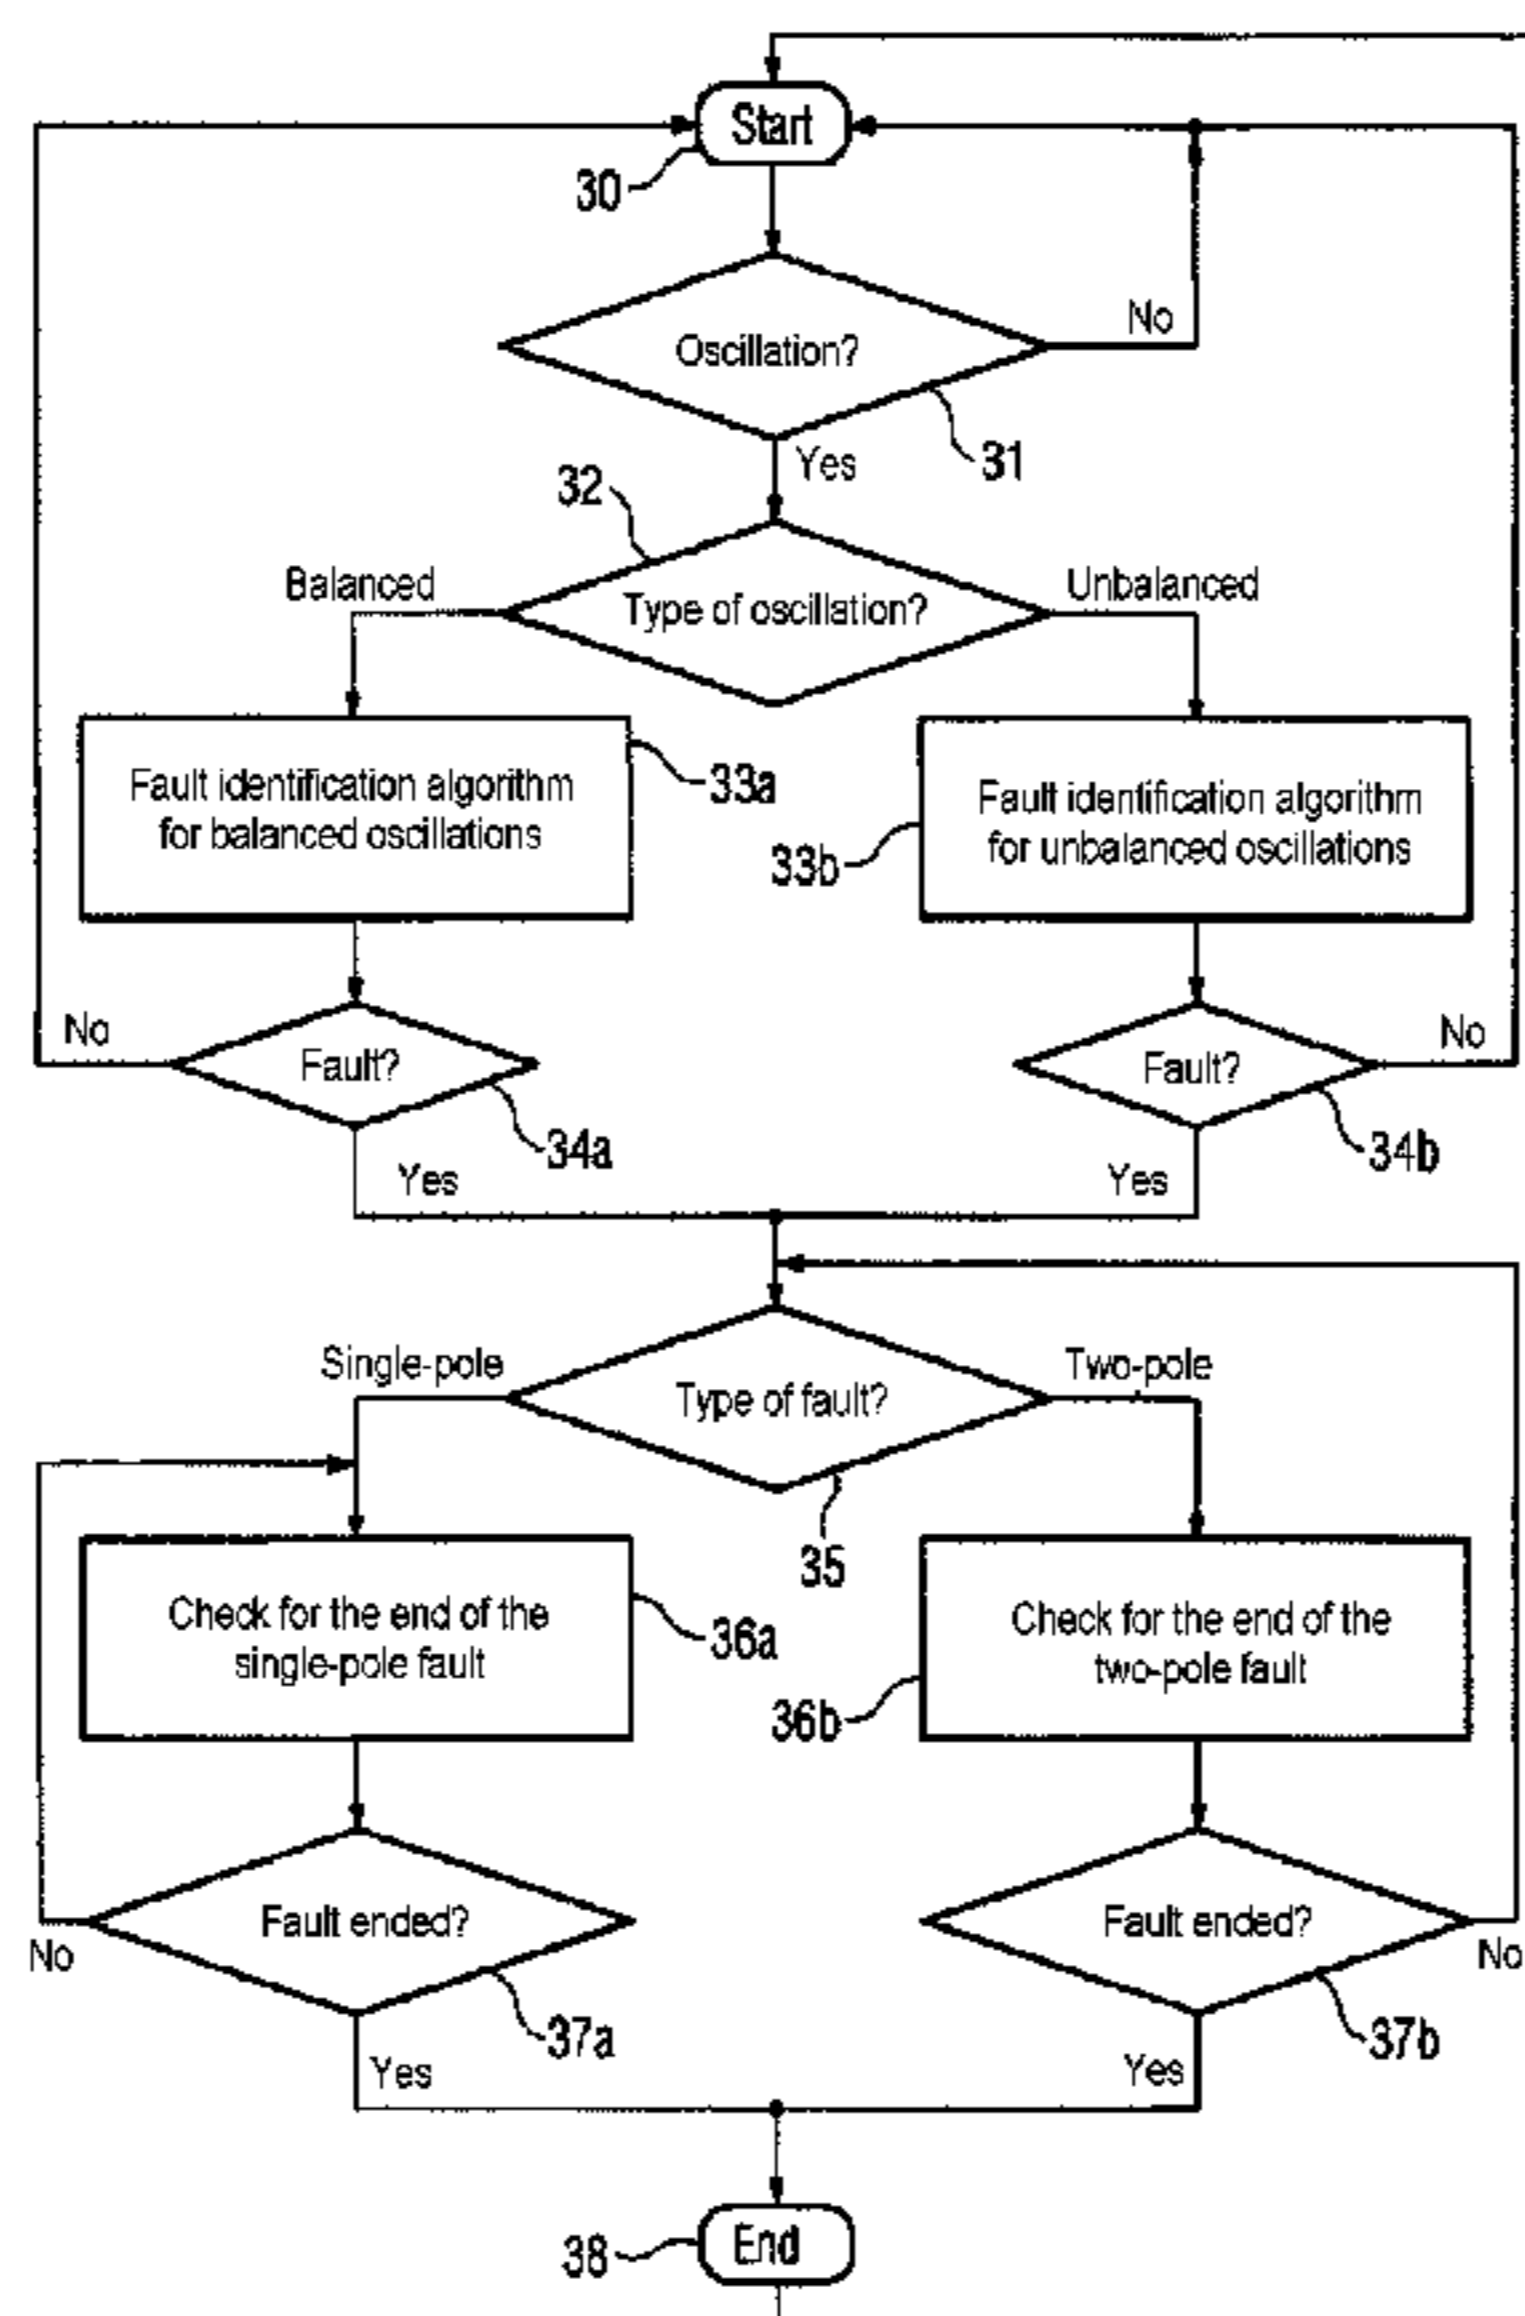 Start
30
Oscillation?
No
31
Yes
32
Balanced
Type of oscillation?
Unbalanced
Fault identification algorithm
for balanced oscillations
33a
Fault identification algorithm
for unbalanced oscillations
33b
No
Fault?
34a
Yes
Fault?
No
34b
Yes
Single-pole
Type of fault?
Two-pole
35
Check for the end of the
single-pole fault
36a
Check for the end of the
two-pole fault
36b
Fault ended?
No
37a
Yes
Fault ended?
No
37b
Yes
38
End